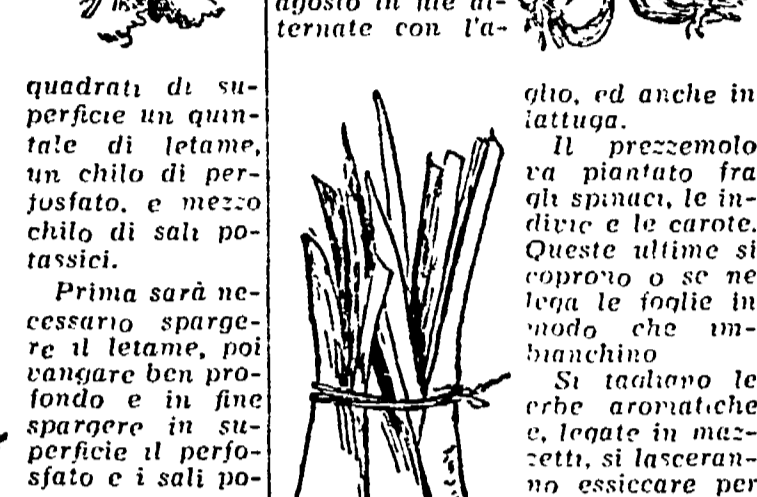 quadrati di su-
perficie un quin-
tale di letame,
un chilo di per-
fosfato, e mezzo
chilo di sali po-
tassici.
Prima sarà ne-
cessario sparge-
re il letame, poi
vangare ben pro-
fondo e in fine
spargere in su-
perficie il perfo-
sfato e i sali po-
agosto in file al-
ternate con l'a-
glio, ed anche in
lattuga.
Il prezzemolo
va piantato fra
gli spinaci, le in-
divie e le carote.
Queste ultime si
coprono o se ne
lega le foglie in
modo che im-
bianchino
Si tagliano le
erbe aromatiche
e, legate in maz-
zetti, si lasceran-
no essiccare per